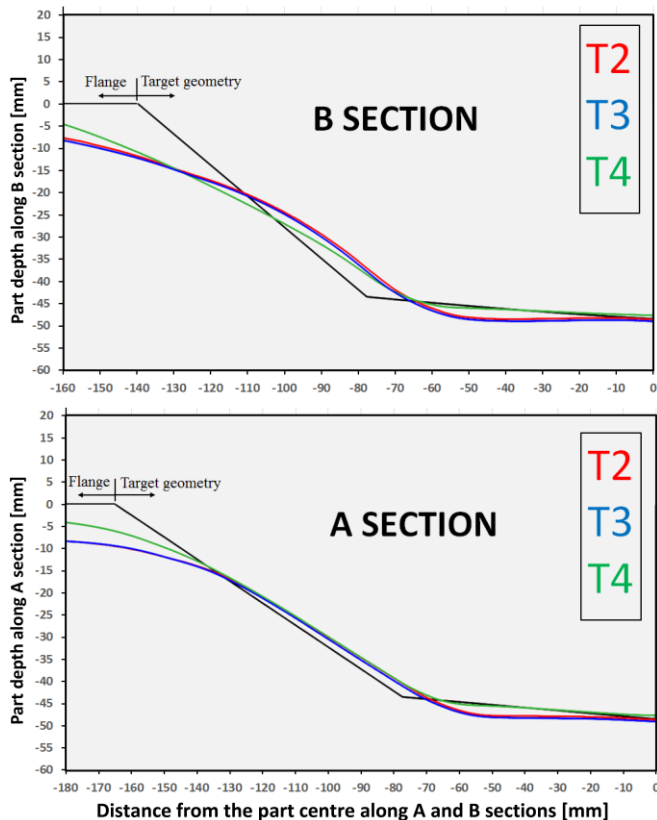 20
15
10
5
0
-5
-10
-15
-20
-25
-30
-35
-40
-45
-50
-55
-60
Part depth along B section [mm]
Flange
Target geometry
B SECTION
T2
T3
T4
-160 -150 -140 -130 -120 -110 -100 -90 -80 -70 -60 -50 -40 -30 -20 -10 0
20
15
10
5
0
-5
-10
-15
-20
-25
-30
-35
-40
-45
-50
-55
-60
Part depth along A section [mm]
Flange
Target geometry
A SECTION
T2
T3
T4
-180 -170 -160 -150 -140 -130 -120 -110 -100 -90 -80 -70 -60 -50 -40 -30 -20 -10 0
Distance from the part centre along A and B sections [mm]